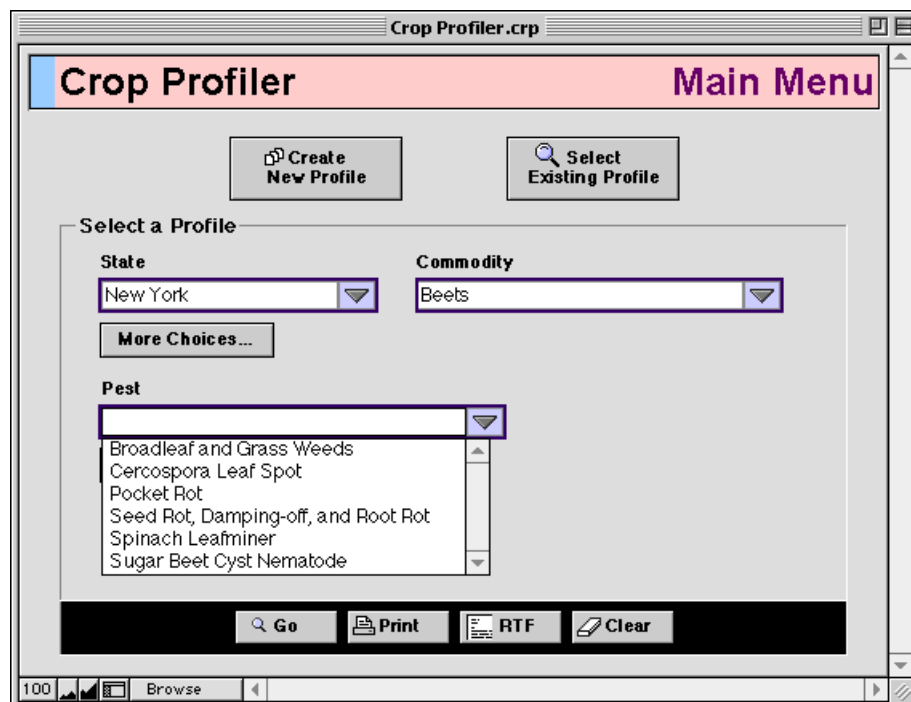 Crop Profiler.crp
Crop Profiler Main Menu
Create
New Profile
Select
Existing Profile
Select a Profile
State Commodity
New York Beets
More Choices...
Pest
Broadleaf and Grass Weeds
Cercospora Leaf Spot
Pocket Rot
Seed Rot, Damping-off, and Root Rot
Spinach Leafminer
Sugar Beet Cyst Nematode
Go Print RTF Clear
100 Browse